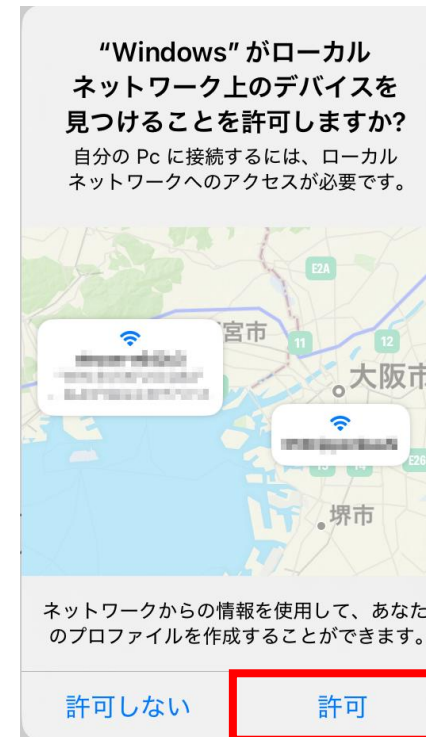 “Windows”がローカル
ネットワーク上のデバイスを
見つけることを許可しますか?
自分の Pc に接続するには、ローカル
ネットワークへのアクセスが必要です。
E2A
宮市
11
12
大阪市
13
14
E26
堺市
ネットワークからの情報を使用して、あなた
のプロファイルを作成することができます。
許可しない
許可